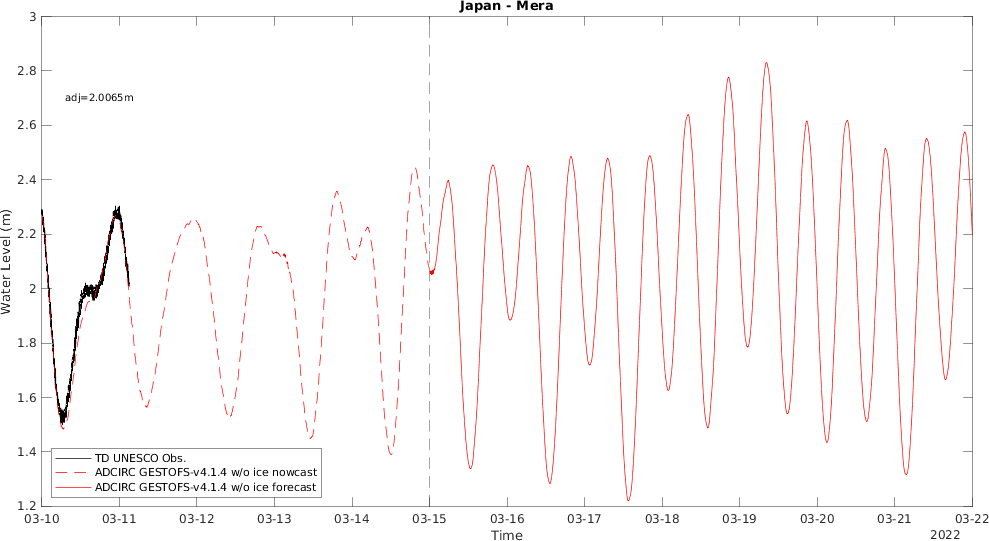 Japan - Mera
3
2.8
adj=2.0065m
2.6
2.4
2.2
Water Level (m)
2
1.8
1.6
1.4
1.2
TD UNESCO Obs.
ADCIRC GESTOFS-v4.1.4 w/o ice nowcast
ADCIRC GESTOFS-v4.1.4 w/o ice forecast
03-10 03-11 03-12 03-13 03-14 03-15 03-16 03-17 03-18 03-19 03-20 03-21 03-22
Time
2022